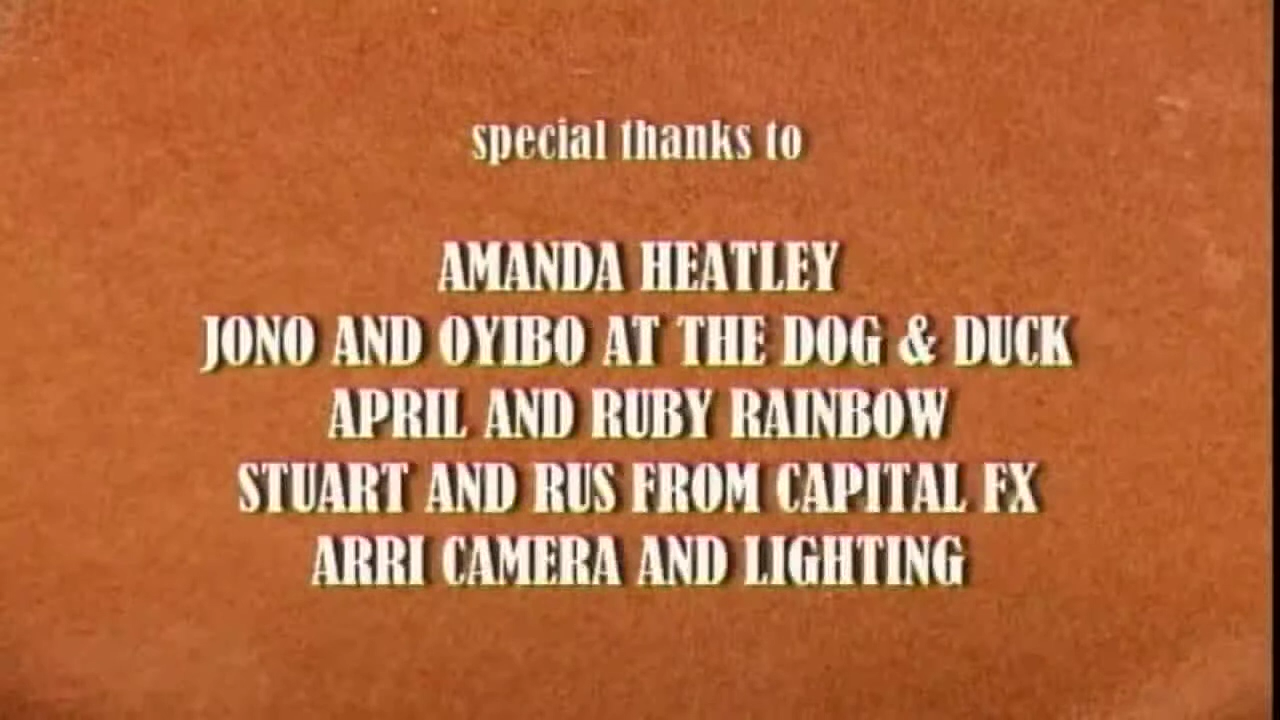 special thanks to
AMANDA HEATLEY
JONO AND OYIBO AT THE DOG & DUCK
APRIL AND RUBY RAINBOW
STUART AND RUS FROM CAPITAL FX
ARRI CAMERA AND LIGHTING